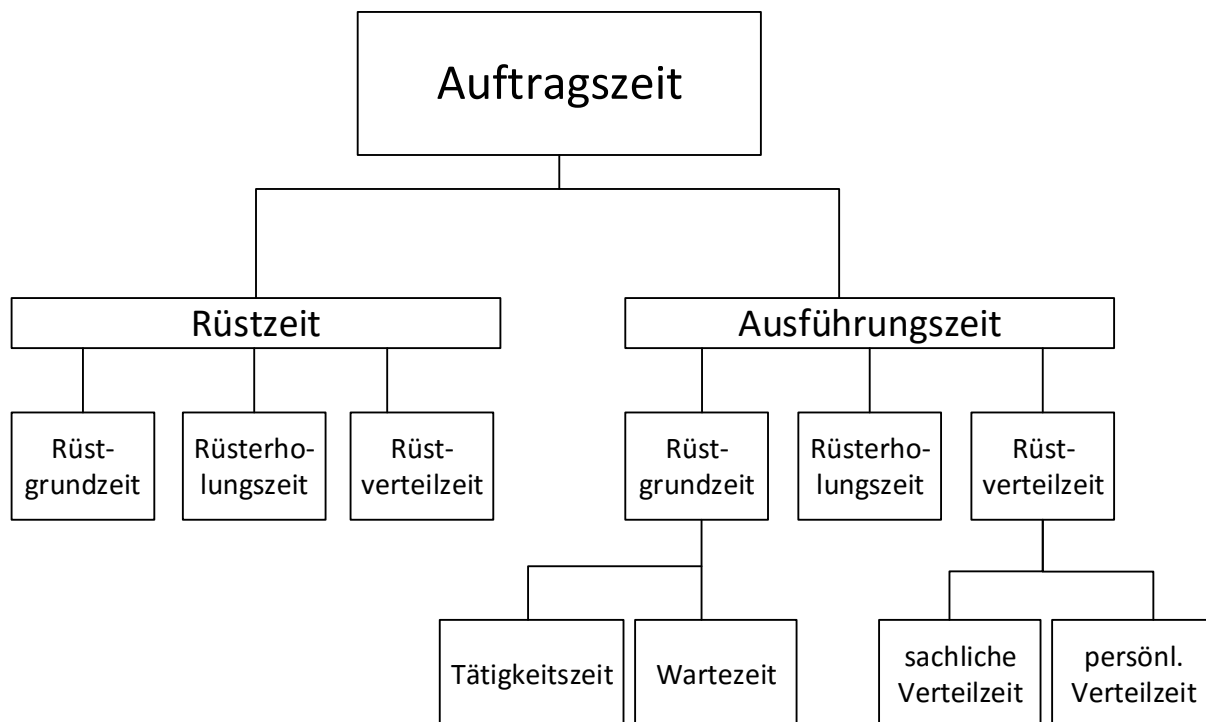 Auftragszeit
Rüstzeit
Ausführungszeit
Rüst-
grundzeit
Rüsterho-
lungszeit
Rüst-
verteilzeit
Rüst-
grundzeit
Rüsterho-
lungszeit
Rüst-
verteilzeit
Tätigkeitszeit
Wartezeit
sachliche
Verteilzeit
persönl.
Verteilzeit